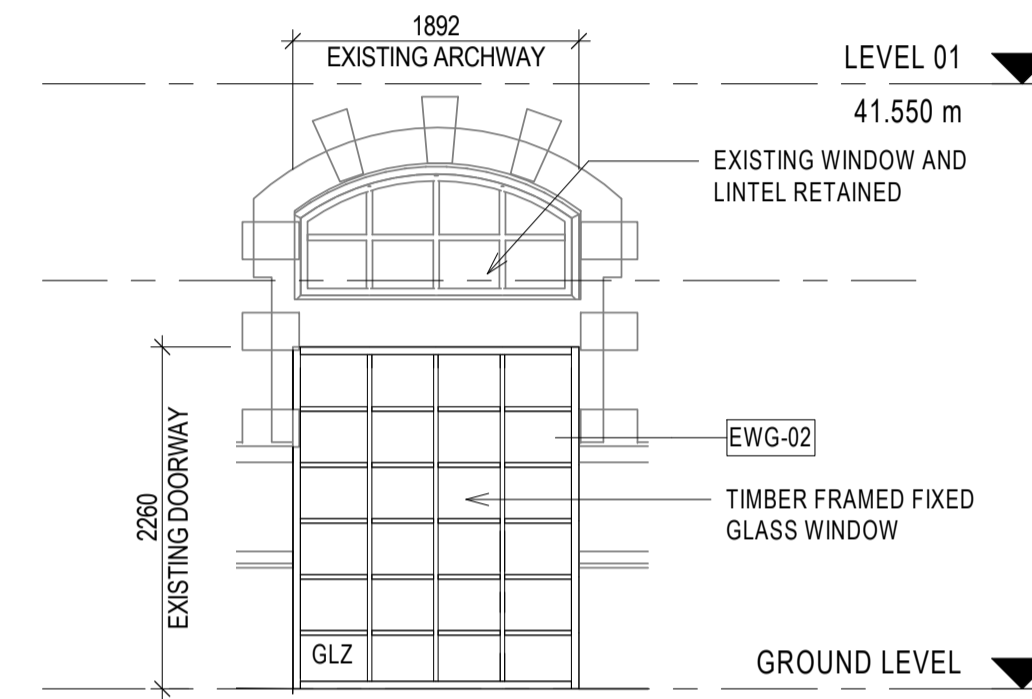 1892
EXISTING ARCHWAY
LEVEL 01
41.550 m
EXISTING WINDOW AND
LINTEL RETAINED
2260
EXISTING DOORWAY
EWG-02
TIMBER FRAMED FIXED
GLASS WINDOW
GLZ
GROUND LEVEL